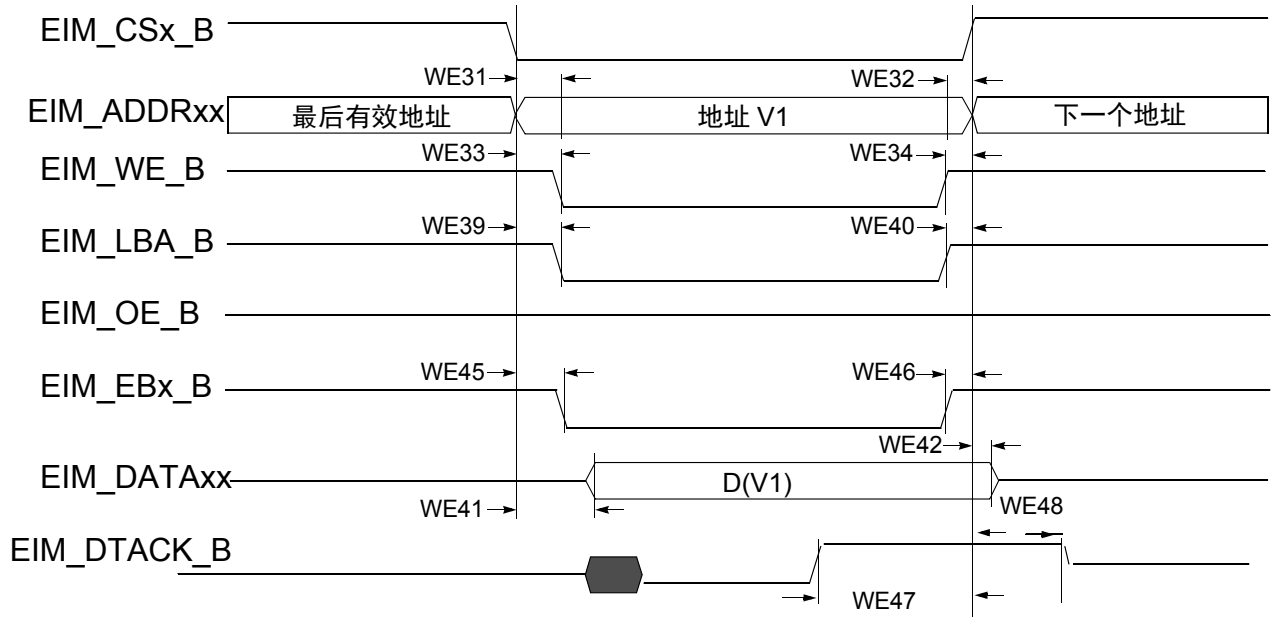 EIM_CSx_B
WE31
WE32
EIM_ADDRxx
最后有效地址
地址 V1
下一个地址
WE33
WE34
EIM_WE_B
WE39
WE40
EIM_LBA_B
EIM_OE_B
WE45
WE46
EIM_EBx_B
WE42
EIM_DATAxx
D(V1)
WE41
WE48
EIM_DTACK_B
WE47